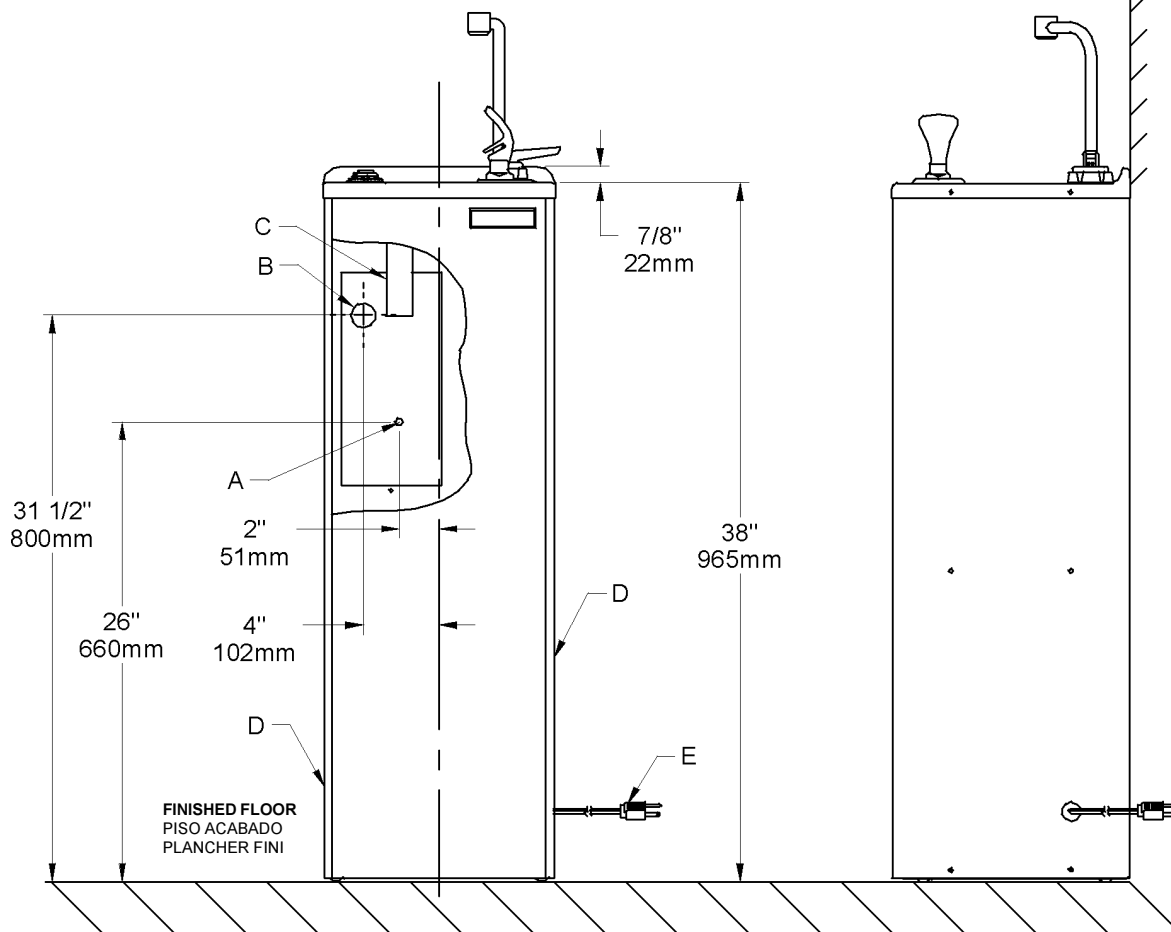 7/8"
22mm
C
B
A
31 1/2"
800mm
2"
51mm
38"
965mm
D
26"
660mm
4"
102mm
D
E
FINISHED FLOOR
PISO ACABADO
PLANCHER FINI